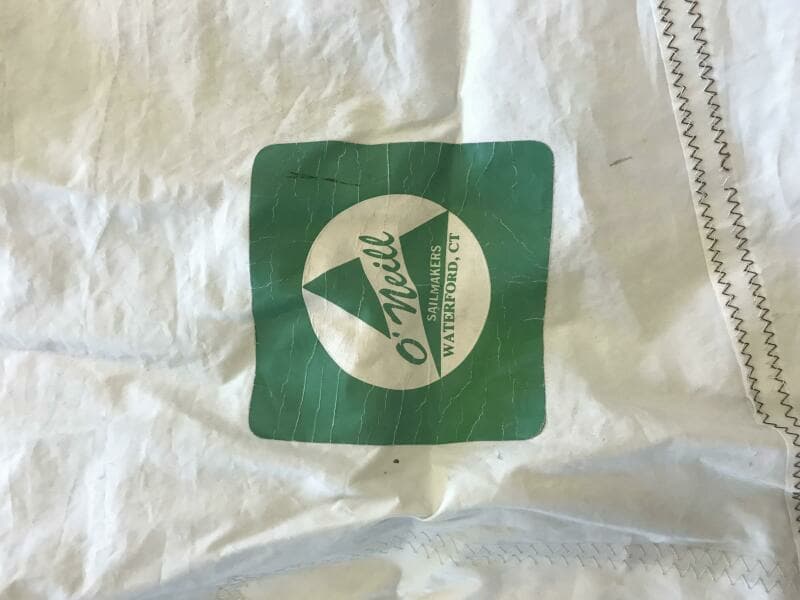 O'Neill
SAILMAKERS
WATERFORD, CT